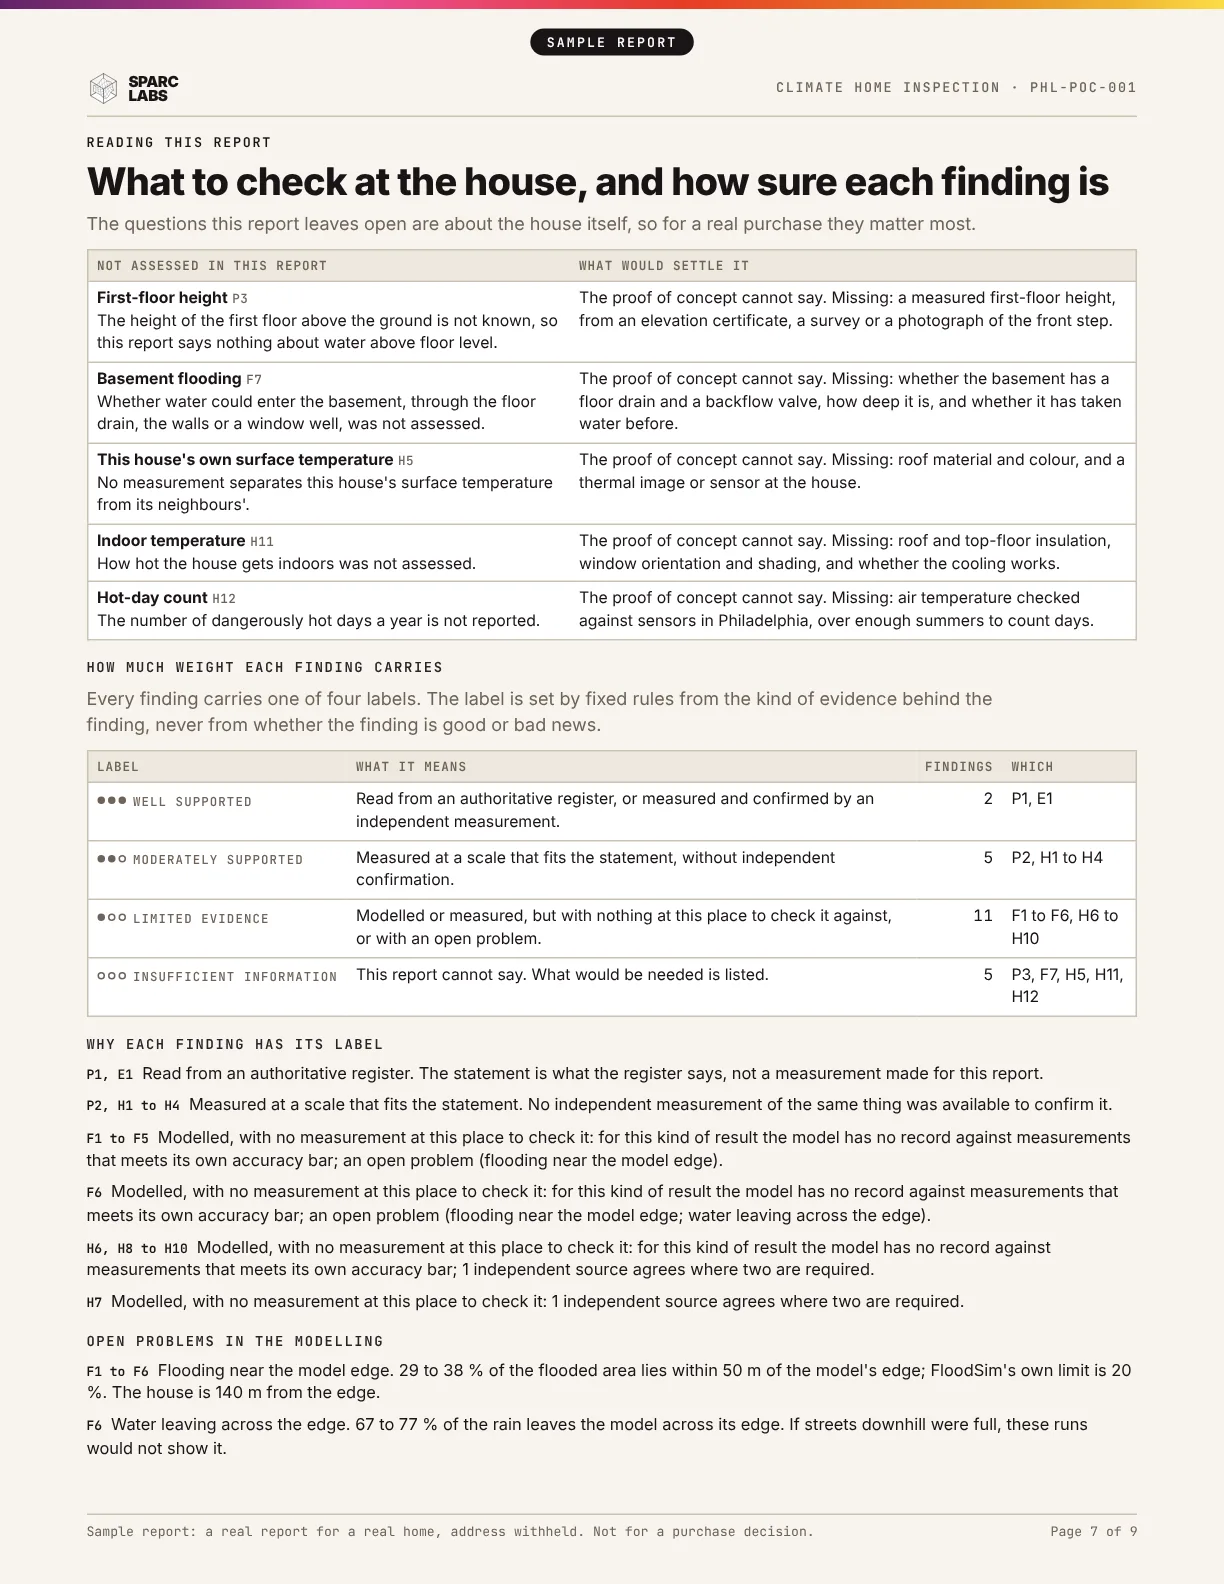 SAMPLE REPORT
SPARC
LABS
CLIMATE HOME INSPECTION · PHL-POC-001
READING THIS REPORT
What to check at the house, and how sure each finding is
The questions this report leaves open are about the house itself, so for a real purchase they matter most.
NOT ASSESSED IN THIS REPORT
WHAT WOULD SETTLE IT
First-floor height P3
The height of the first floor above the ground is not known, so
this report says nothing about water above floor level.
The proof of concept cannot say. Missing: a measured first-floor height,
from an elevation certificate, a survey or a photograph of the front step.
Basement flooding F7
Whether water could enter the basement, through the floor
drain, the walls or a window well, was not assessed.
The proof of concept cannot say. Missing: whether the basement has a
floor drain and a backflow valve, how deep it is, and whether it has taken
water before.
This house's own surface temperature H5
No measurement separates this house's surface temperature
from its neighbours'.
The proof of concept cannot say. Missing: roof material and colour, and a
thermal image or sensor at the house.
Indoor temperature H11
How hot the house gets indoors was not assessed.
The proof of concept cannot say. Missing: roof and top-floor insulation,
window orientation and shading, and whether the cooling works.
Hot-day count H12
The number of dangerously hot days a year is not reported.
The proof of concept cannot say. Missing: air temperature checked
against sensors in Philadelphia, over enough summers to count days.
HOW MUCH WEIGHT EACH FINDING CARRIES
Every finding carries one of four labels. The label is set by fixed rules from the kind of evidence behind the
finding, never from whether the finding is good or bad news.
LABEL
WHAT IT MEANS
FINDINGS
WHICH
●●● WELL SUPPORTED
Read from an authoritative register, or measured and confirmed by an
independent measurement.
2
P1, E1
●●○ MODERATELY SUPPORTED
Measured at a scale that fits the statement, without independent
confirmation.
5
P2, H1 to H4
●○○ LIMITED EVIDENCE
Modelled or measured, but with nothing at this place to check it against,
or with an open problem.
11
F1 to F6, H6 to
H10
○○○ INSUFFICIENT INFORMATION
This report cannot say. What would be needed is listed.
5
P3, F7, H5, H11,
H12
WHY EACH FINDING HAS ITS LABEL
P1, E1 Read from an authoritative register. The statement is what the register says, not a measurement made for this report.
P2, H1 to H4 Measured at a scale that fits the statement. No independent measurement of the same thing was available to confirm it.
F1 to F5 Modelled, with no measurement at this place to check it: for this kind of result the model has no record against measurements
that meets its own accuracy bar; an open problem (flooding near the model edge).
F6 Modelled, with no measurement at this place to check it: for this kind of result the model has no record against measurements that
meets its own accuracy bar; an open problem (flooding near the model edge; water leaving across the edge).
H6, H8 to H10 Modelled, with no measurement at this place to check it: for this kind of result the model has no record against
measurements that meets its own accuracy bar; 1 independent source agrees where two are required.
H7 Modelled, with no measurement at this place to check it: 1 independent source agrees where two are required.
OPEN PROBLEMS IN THE MODELLING
F1 to F6 Flooding near the model edge. 29 to 38 % of the flooded area lies within 50 m of the model's edge; FloodSim's own limit is 20
%. The house is 140 m from the edge.
F6 Water leaving across the edge. 67 to 77 % of the rain leaves the model across its edge. If streets downhill were full, these runs
would not show it.
Sample report: a real report for a real home, address withheld. Not for a purchase decision.
Page 7 of 9